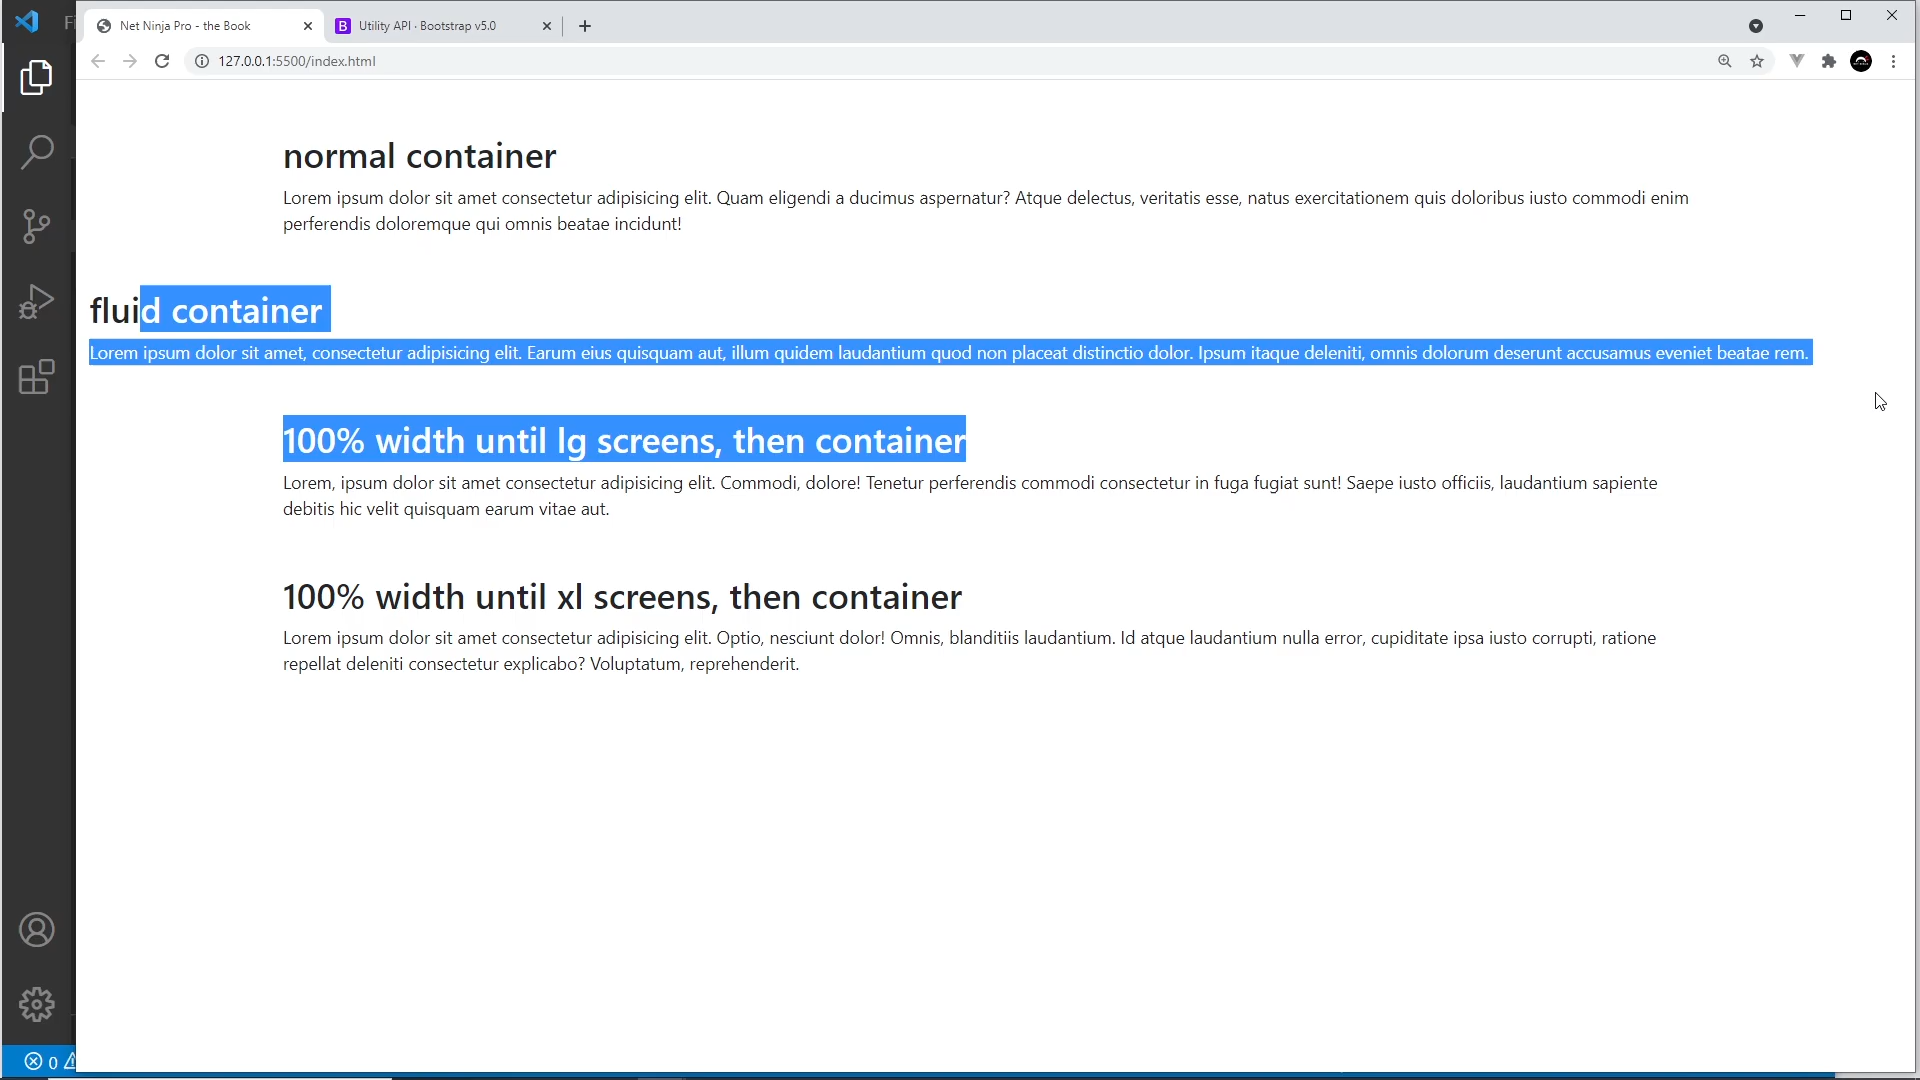 Fi
Net Ninja Pro - the Book
Utility API · Bootstrap v5.0
127.0.0.1:5500/index.html
normal container
Lorem ipsum dolor sit amet consectetur adipisicing elit. Quam eligendi a ducimus aspernatur? Atque delectus, veritatis esse, natus exercitationem quis doloribus iusto commodi enim
perferendis doloremque qui omnis beatae incidunt!
fluid container
Lorem ipsum dolor sit amet, consectetur adipisicing elit. Earum eius quisquam aut, illum quidem laudantium quod non placeat distinctio dolor. Ipsum itaque deleniti, omnis dolorum deserunt accusamus eveniet beatae rem.
100% width until lg screens, then container
Lorem, ipsum dolor sit amet consectetur adipisicing elit. Commodi, dolore! Tenetur perferendis commodi consectetur in fuga fugiat sunt! Saepe iusto officiis, laudantium sapiente
debitis hic velit quisquam earum vitae aut.
100% width until xl screens, then container
Lorem ipsum dolor sit amet consectetur adipisicing elit. Optio, nesciunt dolor! Omnis, blanditiis laudantium. Id atque laudantium nulla error, cupiditate ipsa iusto corrupti, ratione
repellat deleniti consectetur explicabo? Voluptatum, reprehenderit.
0